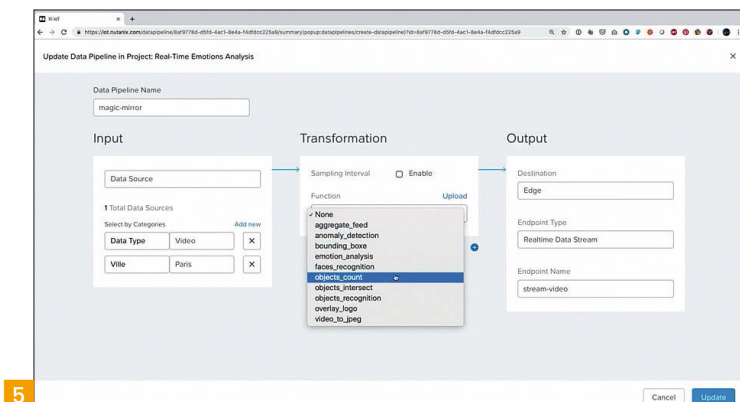 Xi IoT
https://iot.nutanix.com/datapipeline/8af9778d-d5fd-4ac1-8e4a-f4dfdcc225a9/summary/(popup:datapipelines/create-datapipeline)?id=8af9778d-d5fd-4ac1-8e4a-f4dfdcc225a9
Update Data Pipeline in Project: Real-Time Emotions Analysis
Data Pipeline Name
magic-mirror
Input
Data Source
1 Total Data Sources
Select by Categories Add new
Data Type Video
Ville Paris
Transformation
Sampling Interval Enable
Function Upload
None
aggregate_feed
anomaly_detection
bounding_boxe
emotion_analysis
faces_recognition
objects_count
objects_intersect
objects_recognition
overlay_logo
video_to_jpeg
Output
Destination
Edge
Endpoint Type
Realtime Data Stream
Endpoint Name
stream-video
Cancel Update
5